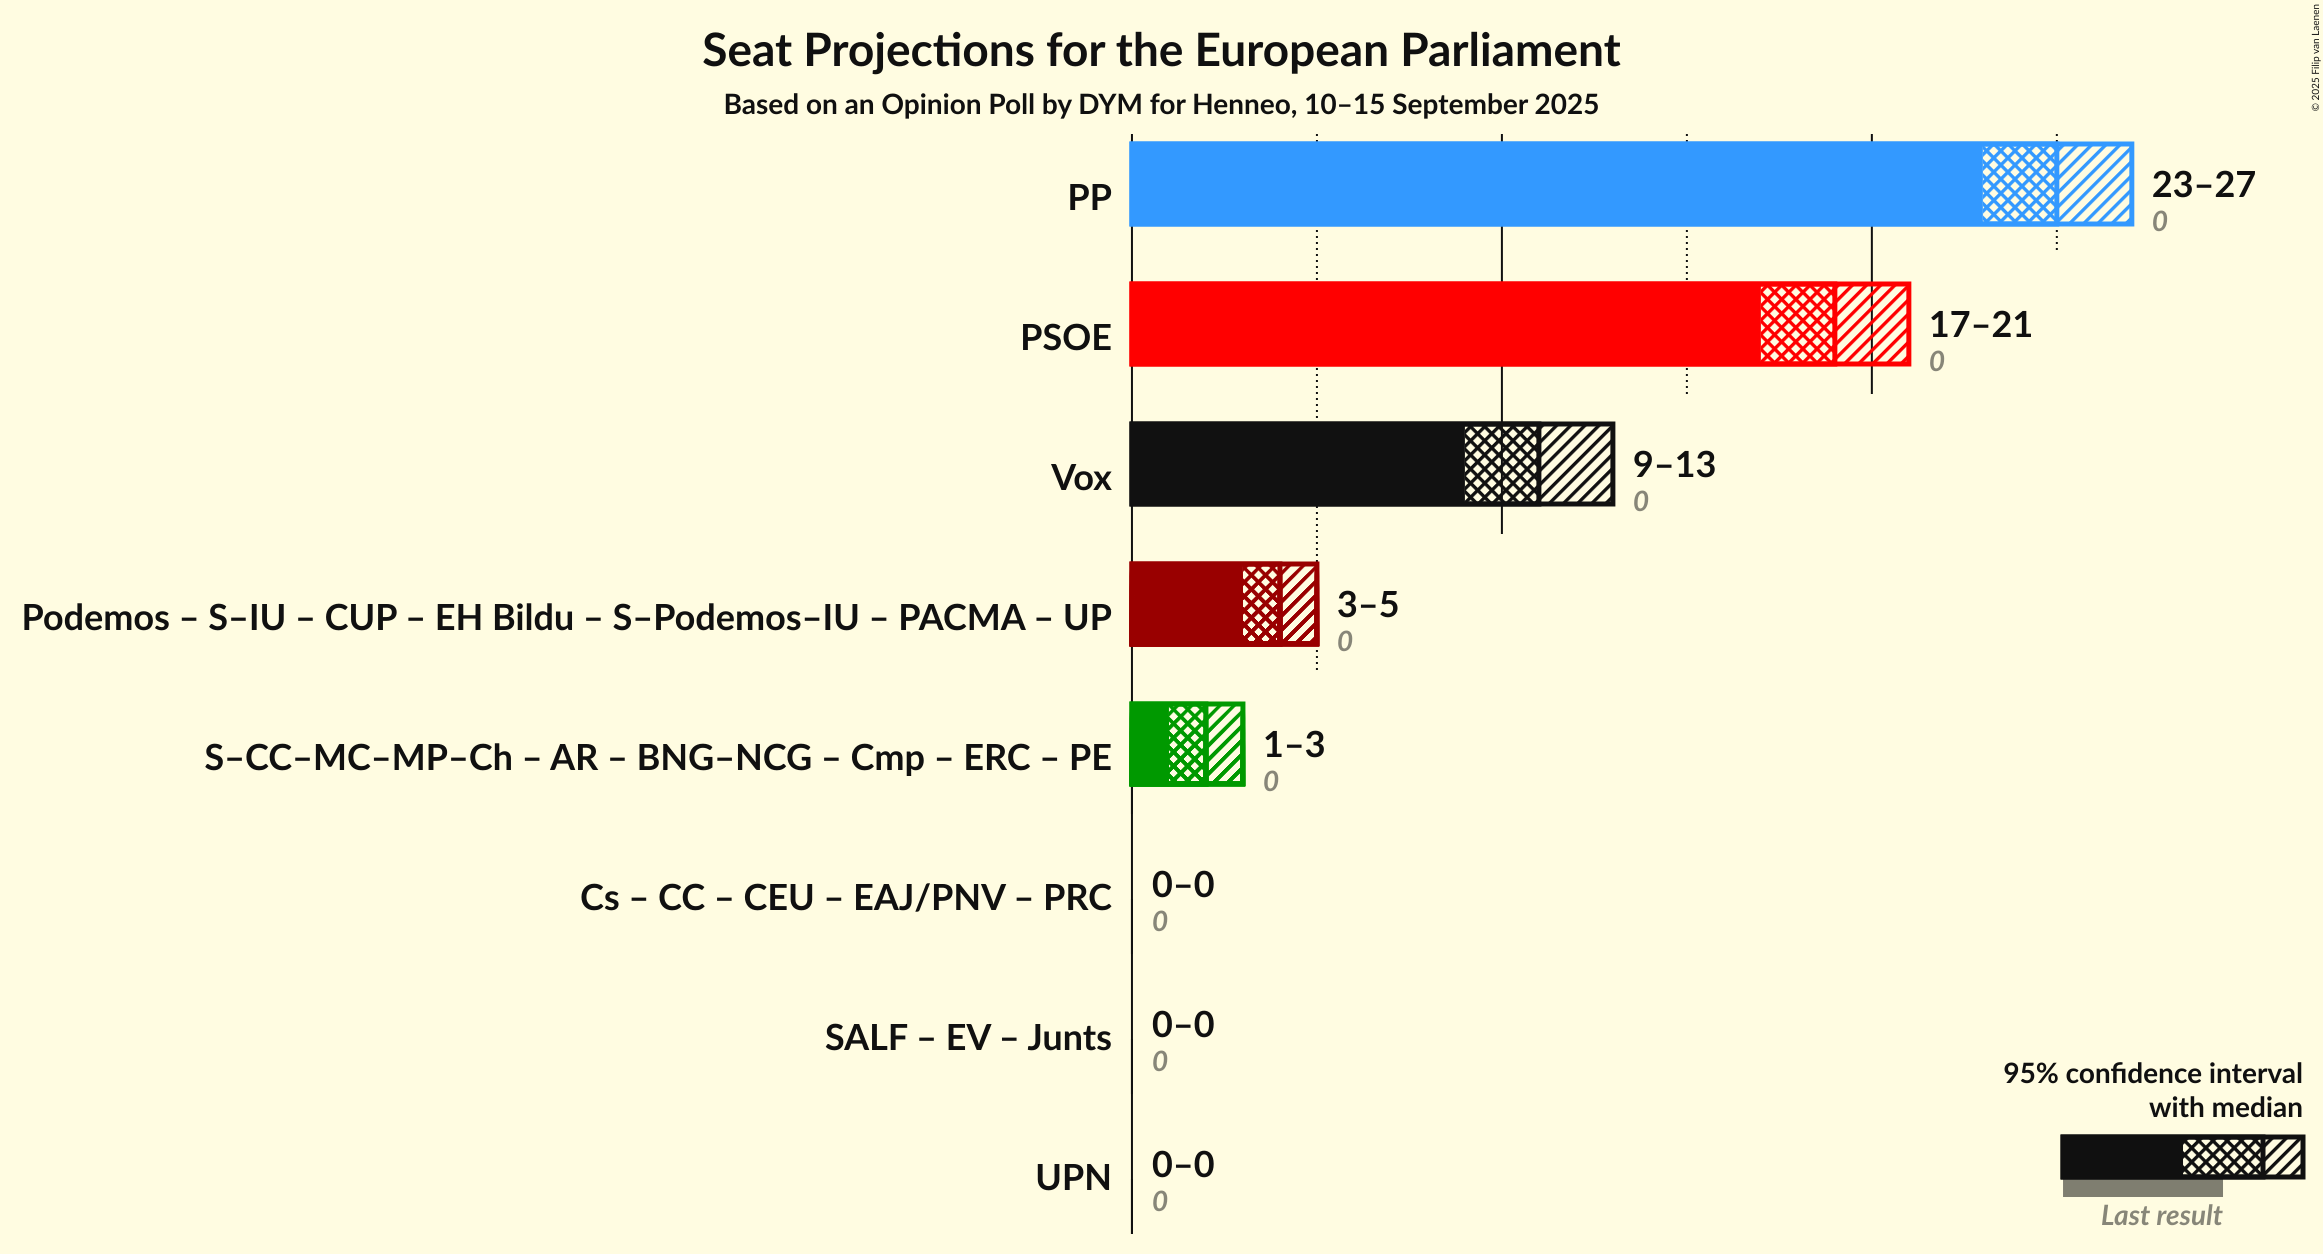 Seat Projections for the European Parliament
Based on an Opinion Poll by DYM for Henneo, 10–15 September 2025
© 2025 Filip van Laenen
PP
23–27
0
PSOE
17–21
0
Vox
9–13
0
Podemos – S–IU – CUP – EH Bildu – S–Podemos–IU – PACMA – UP
3–5
0
S–CC–MC–MP–Ch – AR – BNG–NCG – Cmp – ERC – PE
1–3
0
Cs – CC – CEU – EAJ/PNV – PRC
0–0
0
SALF – EV – Junts
0–0
0
UPN
0–0
0
95% confidence interval
with median
Last result